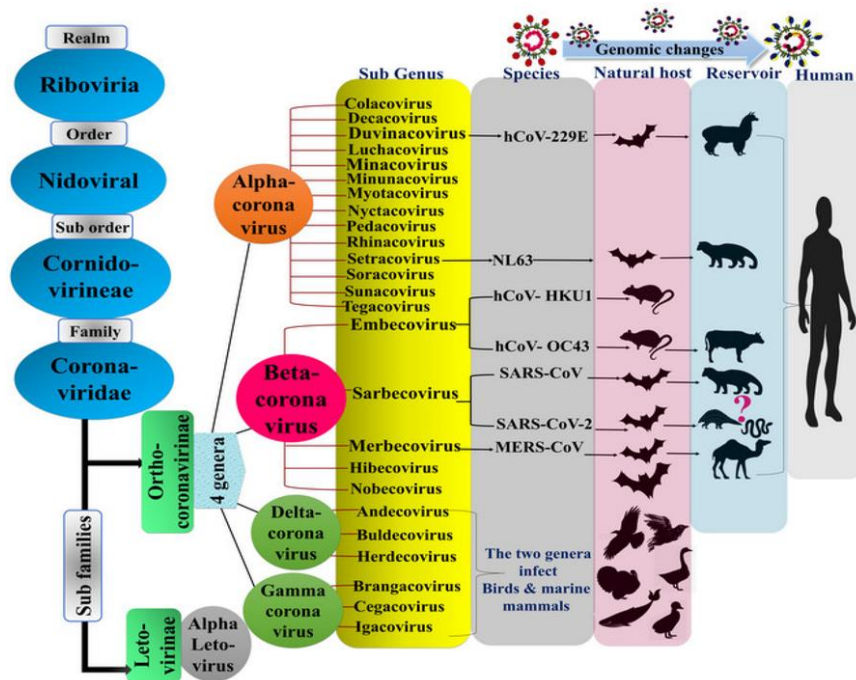 Realm
Riboviria
Order
Nidoviral
Sub order
Cornido-
virineae
Family
Corona-
viridae
Sub families
Ortho-
coronavirinae
4 genera
Leto-
virinae
Alpha
Leto-
virus
Alpha-
corona
virus
Beta-
corona
virus
Delta-
corona
virus
Gamma
corona
virus
Sub Genus
Colacovirus
Decacovirus
Duvinacovirus
Luchacovirus
Minacovirus
Minunacovirus
Myotacovirus
Nyctacovirus
Pedacovirus
Rhinacovirus
Setracovirus
Soracovirus
Sunacovirus
Tegacovirus
Embecovirus
Sarbecovirus
Merbecovirus
Hibecovirus
Nobecovirus
Andecovirus
Buldecovirus
Herdecovirus
Brangacovirus
Cegacovirus
Igacovirus
Genomic changes
Species
hCoV-229E
NL63
hCoV- HKU1
hCoV- OC43
SARS-CoV
SARS-CoV-2
MERS-CoV
The two genera
infect
Birds & marine
mammals
Natural host
Reservoir
?
Human